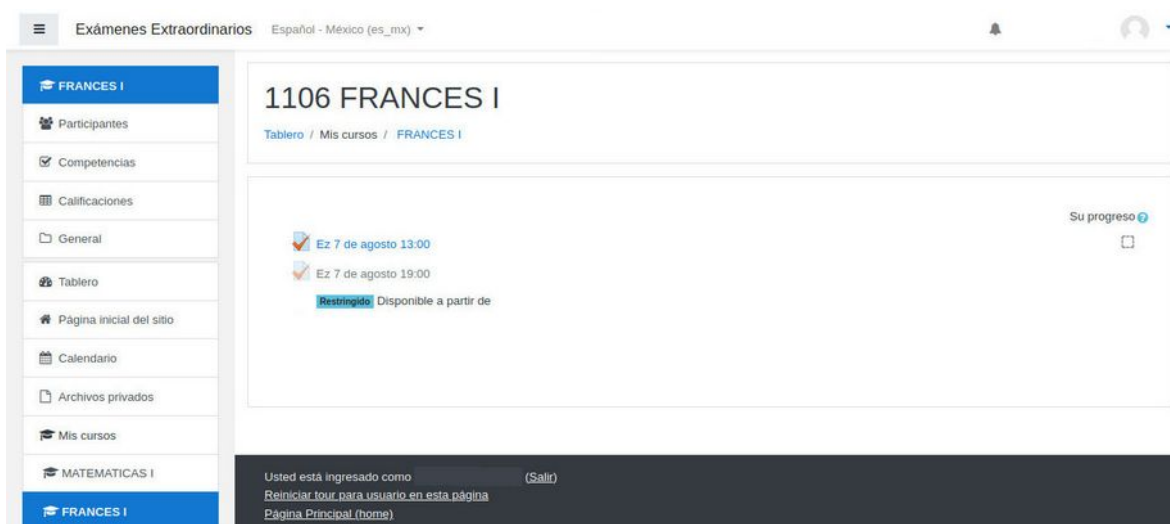 Exámenes Extraordinarios Español - México (es_mx)
FRANCES I
Participantes
Competencias
Calificaciones
General
Tablero
Página inicial del sitio
Calendario
Archivos privados
Mis cursos
MATEMATICAS I
FRANCES I
1106 FRANCES I
Tablero / Mis cursos / FRANCES I
Su progreso
Ez 7 de agosto 13:00
Ez 7 de agosto 19:00
Restringido Disponible a partir de
Usted está ingresado como (Salir)
Reiniciar tour para usuario en esta página
Página Principal (home)